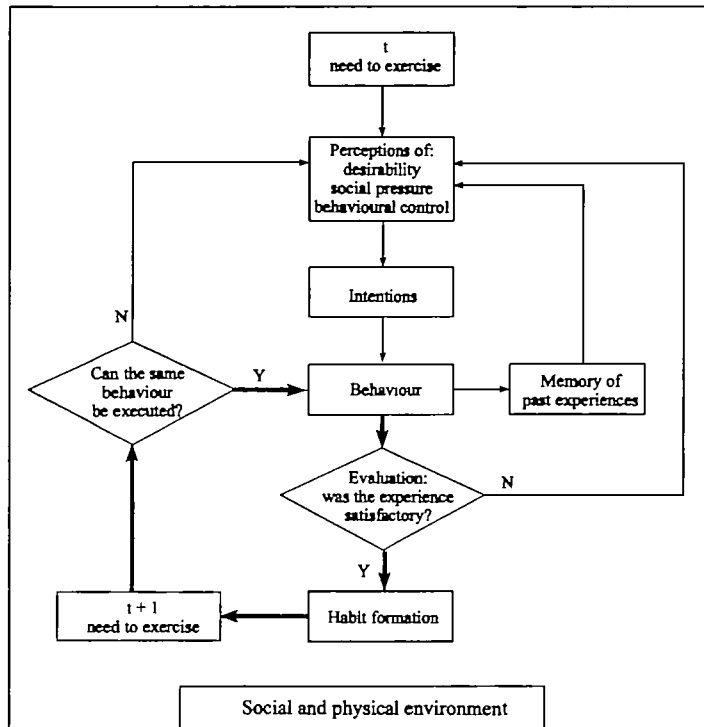 t
need to exercise
Perceptions of:
desirability
social pressure
behavioural control
Intentions
N
Can the same
behaviour
be executed?
Y
Behaviour
Memory of
past experiences
Evaluation:
was the experience
satisfactory?
N
Y
t + 1
need to exercise
Habit formation
Social and physical environment